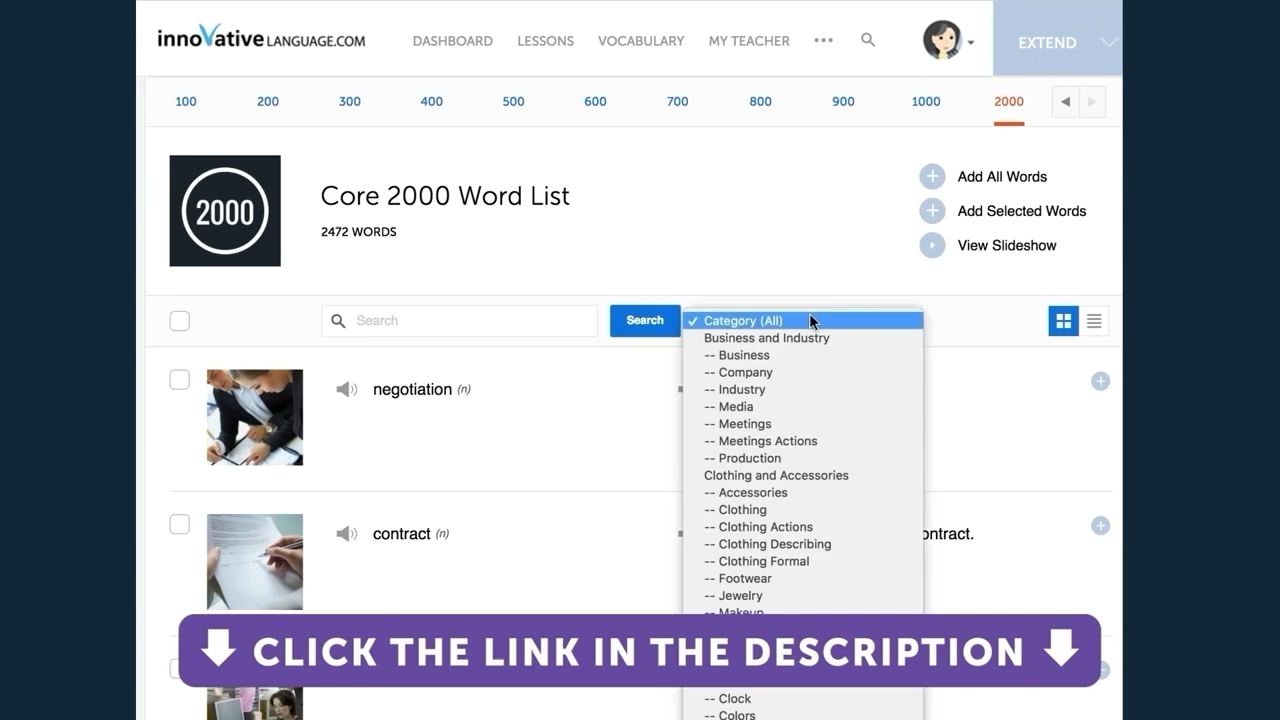 innoVative LANGUAGE.COM
DASHBOARD LESSONS VOCABULARY MY TEACHER EXTEND
100 200 300 400 500 600 700 800 900 1000 2000
2000
Core 2000 Word List
2472 WORDS
Add All Words
Add Selected Words
View Slideshow
Search
Search
Category (All)
Business and Industry
-- Business
-- Company
-- Industry
-- Media
-- Meetings
-- Meetings Actions
-- Production
Clothing and Accessories
-- Accessories
-- Clothing
-- Clothing Actions
-- Clothing Describing
-- Clothing Formal
-- Footwear
-- Jewelry
-- Makeup
negotiation (n)
contract (n)
ontract.
CLICK THE LINK IN THE DESCRIPTION
-- Clock
-- Colors